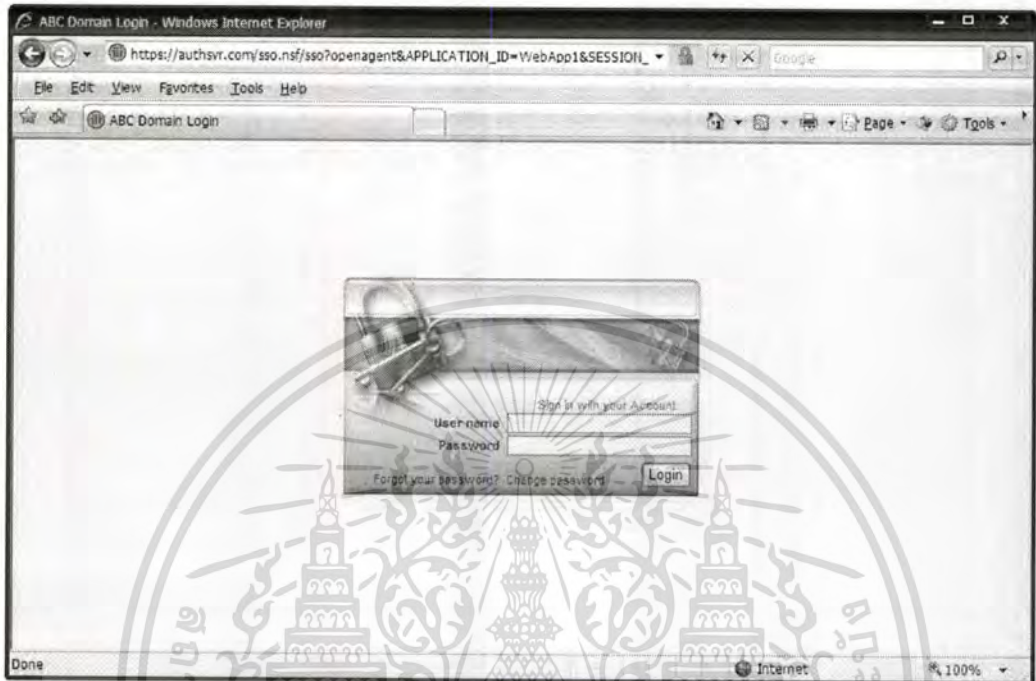 ABC Domain Login - Windows Internet Explorer
https://authsvr.com/sso.nsf/sso?openagent&APPLICATION_ID=WebApp1&SESSION_
Google
File Edit View Favorites Tools Help
ABC Domain Login
Page Tools
Sign in with your Account
User name
Password
Forgot your password? Change password
Login
Done
Internet
100%